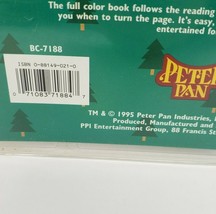 The full color book follows the reading
you when to turn the page. It's easy,
entertained fo
BC-7188
ISBN 0-88149-021-0
0 71083 71884 7
PETER
PAN
TM & © 1995 Peter Pan Industries, I
Produced, Manufactured and
PPI Entertainment Group, 88 Francis St